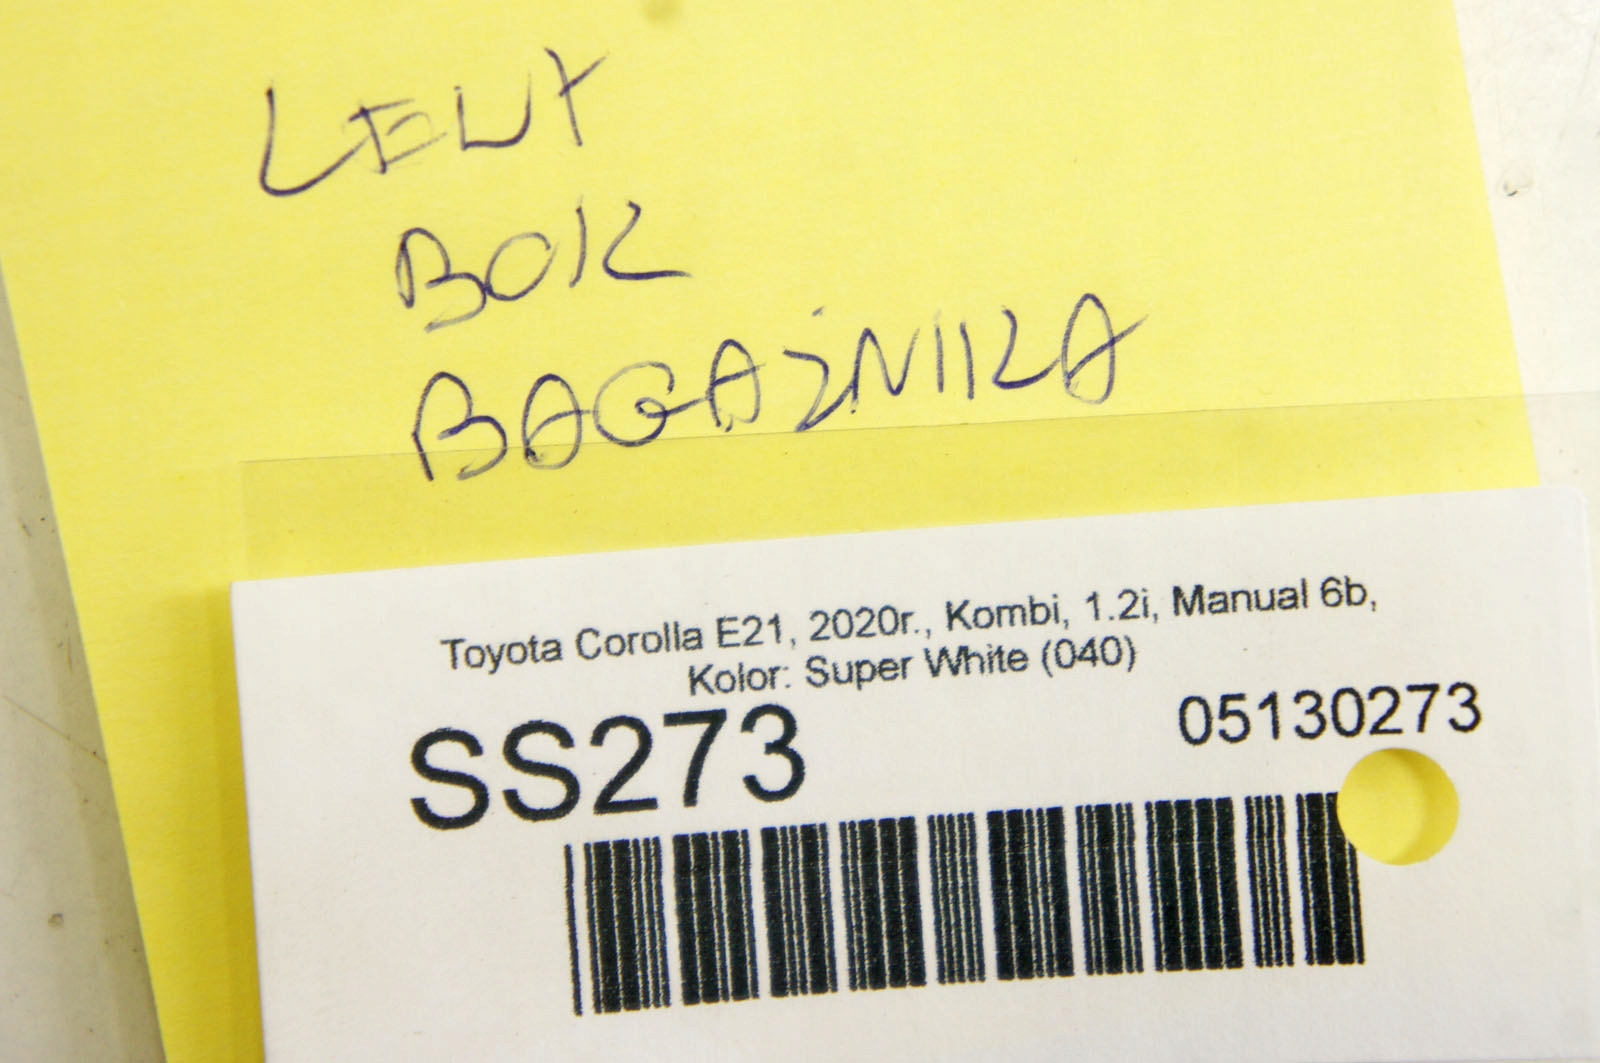 LEWY
BOK
BAGAŻNIKA
Toyota Corolla E21, 2020r., Kombi, 1.2i, Manual 6b,
Kolor: Super White (040)
SS273
05130273